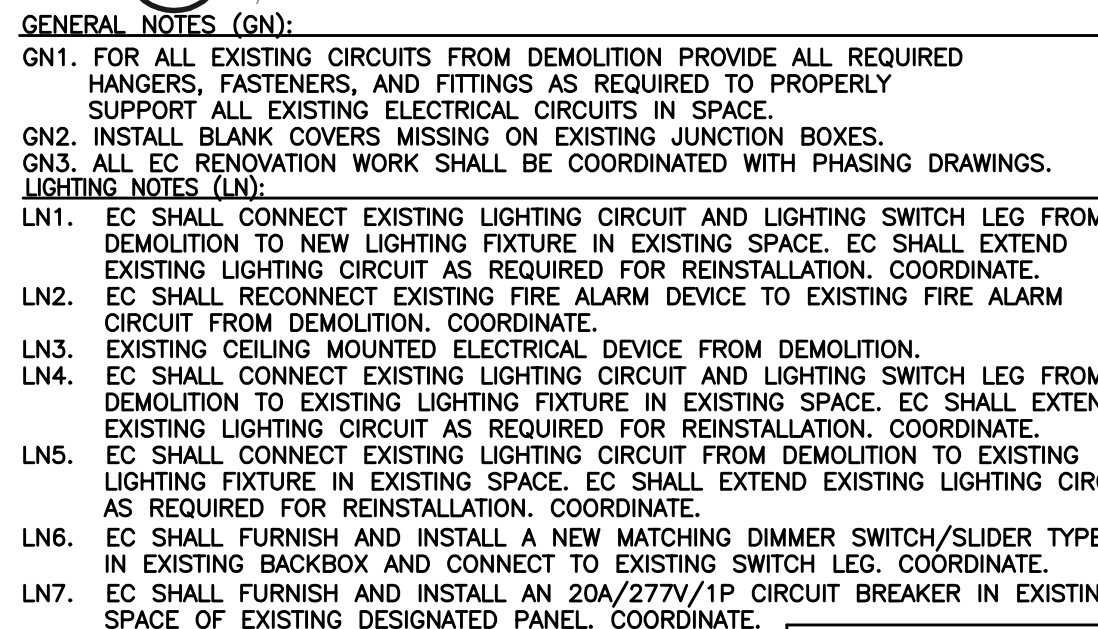 GENERAL NOTES (GN):
GN1. FOR ALL EXISTING CIRCUITS FROM DEMOLITION PROVIDE ALL REQUIRED
HANGERS, FASTENERS, AND FITTINGS AS REQUIRED TO PROPERLY
SUPPORT ALL EXISTING ELECTRICAL CIRCUITS IN SPACE.
GN2. INSTALL BLANK COVERS MISSING ON EXISTING JUNCTION BOXES.
GN3. ALL EC RENOVATION WORK SHALL BE COORDINATED WITH PHASING DRAWINGS.
LIGHTING NOTES (LN):
LN1. EC SHALL CONNECT EXISTING LIGHTING CIRCUIT AND LIGHTING SWITCH LEG FROM
DEMOLITION TO NEW LIGHTING FIXTURE IN EXISTING SPACE. EC SHALL EXTEND
EXISTING LIGHTING CIRCUIT AS REQUIRED FOR REINSTALLATION. COORDINATE.
LN2. EC SHALL RECONNECT EXISTING FIRE ALARM DEVICE TO EXISTING FIRE ALARM
CIRCUIT FROM DEMOLITION. COORDINATE.
LN3. EXISTING CEILING MOUNTED ELECTRICAL DEVICE FROM DEMOLITION.
LN4. EC SHALL CONNECT EXISTING LIGHTING CIRCUIT AND LIGHTING SWITCH LEG FROM
DEMOLITION TO EXISTING LIGHTING FIXTURE IN EXISTING SPACE. EC SHALL EXTEN
EXISTING LIGHTING CIRCUIT AS REQUIRED FOR REINSTALLATION. COORDINATE.
LN5. EC SHALL CONNECT EXISTING LIGHTING CIRCUIT FROM DEMOLITION TO EXISTING
LIGHTING FIXTURE IN EXISTING SPACE. EC SHALL EXTEND EXISTING LIGHTING CIRC
AS REQUIRED FOR REINSTALLATION. COORDINATE.
LN6. EC SHALL FURNISH AND INSTALL A NEW MATCHING DIMMER SWITCH/SLIDER TYPE
IN EXISTING BACKBOX AND CONNECT TO EXISTING SWITCH LEG. COORDINATE.
LN7. EC SHALL FURNISH AND INSTALL AN 20A/277V/1P CIRCUIT BREAKER IN EXISTIN
SPACE OF EXISTING DESIGNATED PANEL. COORDINATE.